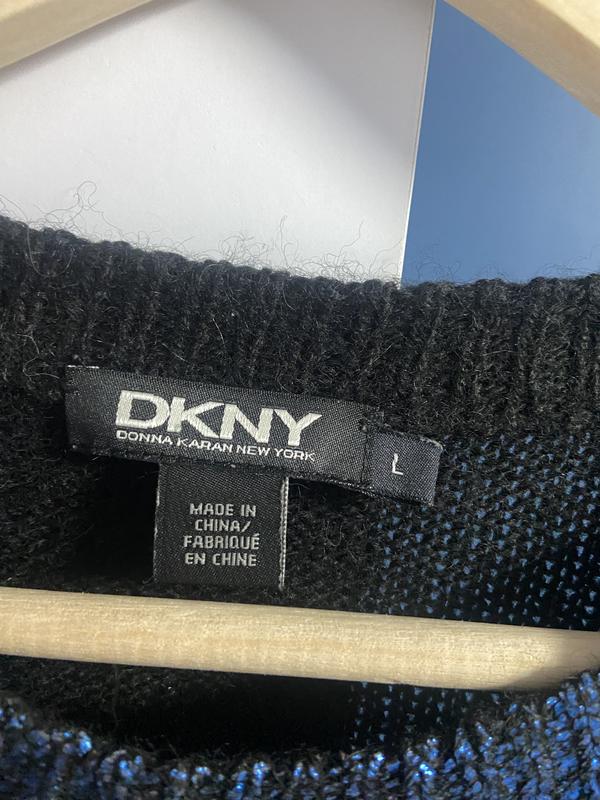 DKNY
DONNA KARAN NEW YORK
L
MADE IN
CHINA/
FABRIQUÉ
EN CHINE